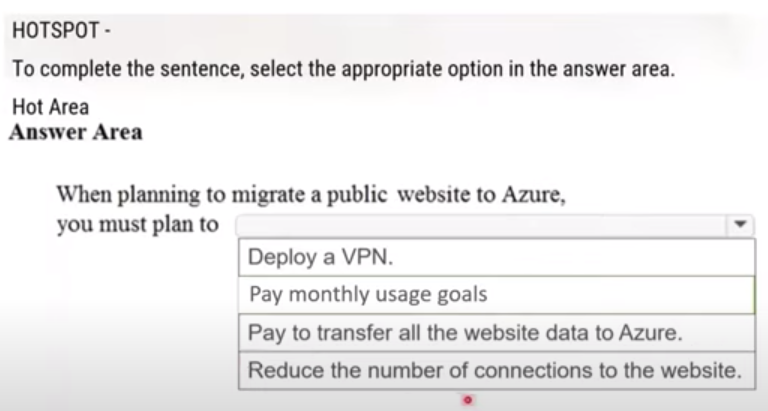 HOTSPOT -
To complete the sentence, select the appropriate option in the answer area.
Hot Area
Answer Area
When planning to migrate a public website to Azure,
you must plan to
Deploy a VPN.
Pay monthly usage goals
Pay to transfer all the website data to Azure.
Reduce the number of connections to the website.